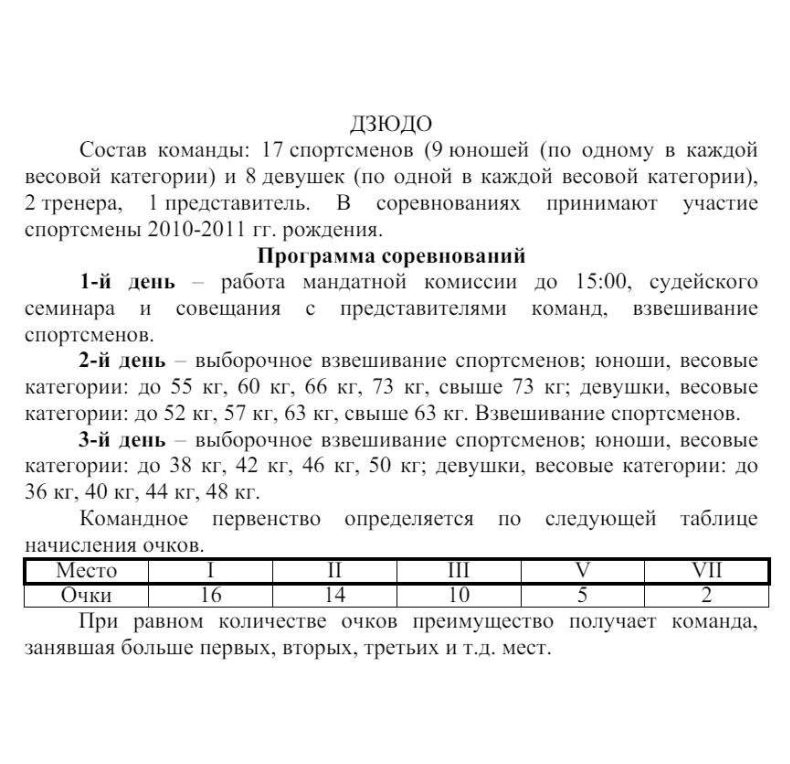 ДЗЮДО
Состав команды: 17 спортсменов (9 юношей (по одному в каждой
весовой категории) и 8 девушек (по одной в каждой весовой категории),
2 тренера, 1 представитель. В соревнованиях принимают участие
спортсмены 2010-2011 гг. рождения.
Программа соревнований
1-й день – работа мандатной комиссии до 15:00, судейского
семинара и совещания с представителями команд, взвешивание
спортсменов.
2-й день – выборочное взвешивание спортсменов; юноши, весовые
категории: до 55 кг, 60 кг, 66 кг, 73 кг, свыше 73 кг; девушки, весовые
категории: до 52 кг, 57 кг, 63 кг, свыше 63 кг. Взвешивание спортсменов.
3-й день – выборочное взвешивание спортсменов; юноши, весовые
категории: до 38 кг, 42 кг, 46 кг, 50 кг; девушки, весовые категории: до
36 кг, 40 кг, 44 кг, 48 кг.
Командное первенство определяется по следующей таблице
начисления очков.
Место I II III V VII
Очки 16 14 10 5 2
При равном количестве очков преимущество получает команда,
занявшая больше первых, вторых, третьих и т.д. мест.